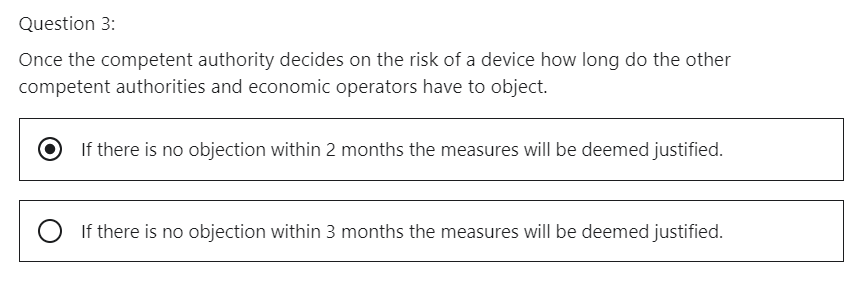 Question 3:
Once the competent authority decides on the risk of a device how long do the other
competent authorities and economic operators have to object.
If there is no objection within 2 months the measures will be deemed justified.
If there is no objection within 3 months the measures will be deemed justified.